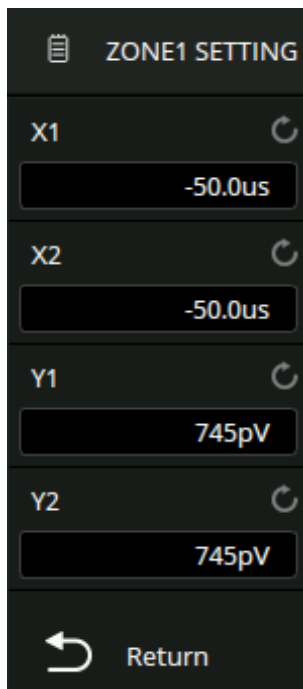 ZONE1 SETTING
X1
-50.0us
X2
-50.0us
Y1
745pV
Y2
745pV
Return